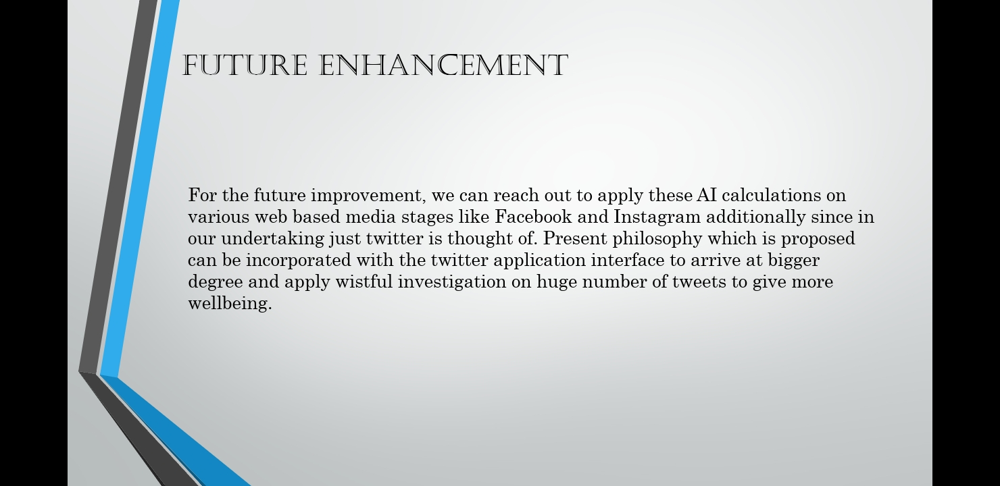 FUTURE ENHANCEMENT
For the future improvement, we can reach out to apply these AI calculations on
various web based media stages like Facebook and Instagram additionally since in
our undertaking just twitter is thought of. Present philosophy which is proposed
can be incorporated with the twitter application interface to arrive at bigger
degree and apply wistful investigation on huge number of tweets to give more
wellbeing.